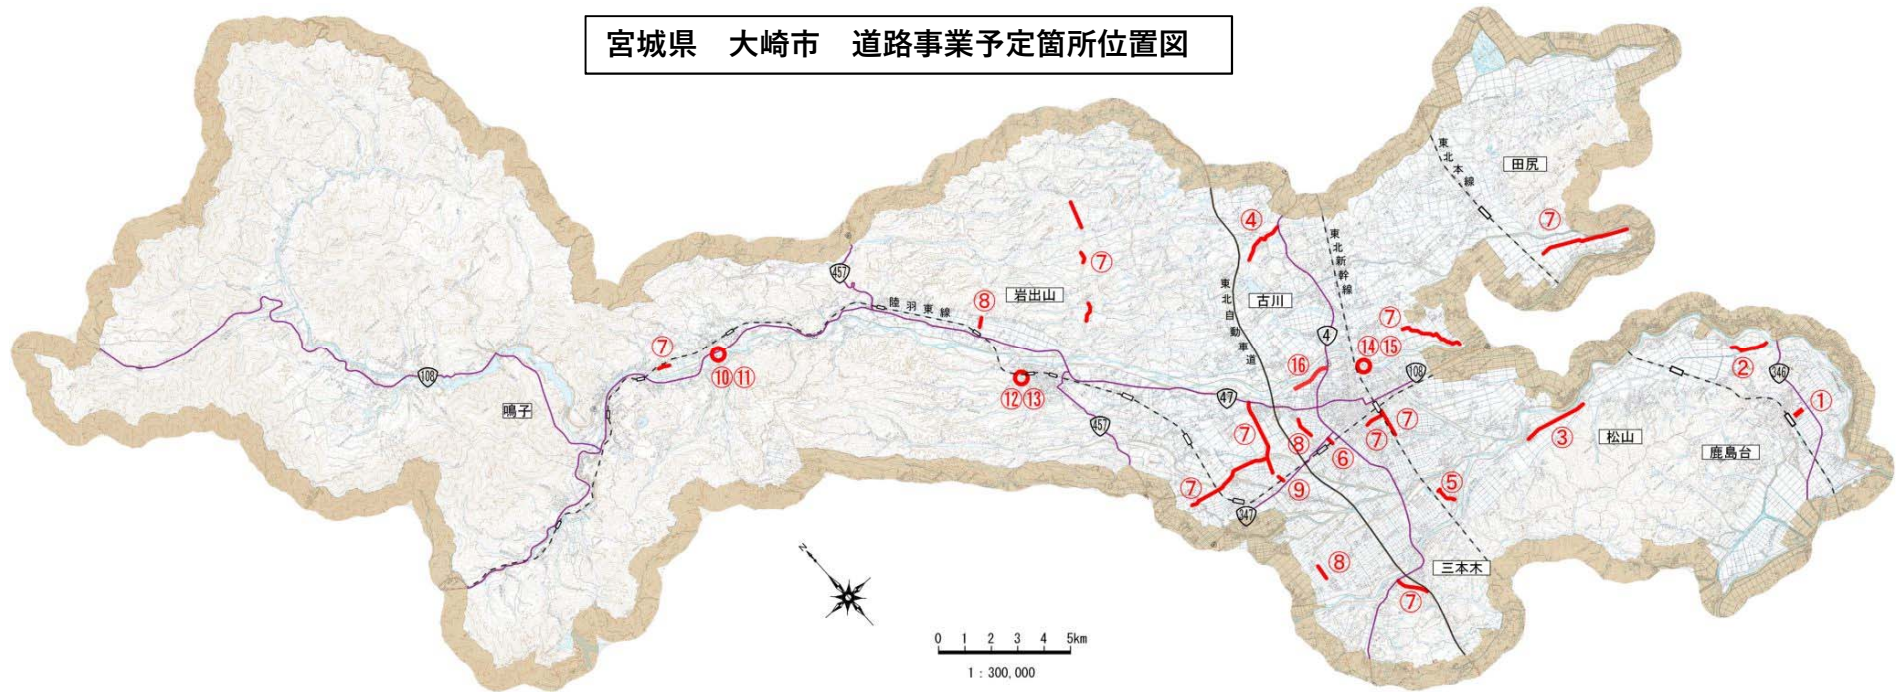 宮城県　大崎市　道路事業予定箇所位置図
東北本線
田尻
⑦
④
東北新幹線
457
⑦
岩出山
⑧
陸羽東線
東北自動車道
古川
4
⑦
⑭⑮
②
346
⑦
⑩⑪
⑯
108
108
⑫⑬
47
①
鳴子
457
⑦
⑧
⑦
⑦
⑥
③
松山
鹿島台
⑦
⑨
⑤
347
⑧
三本木
⑦
N
0 1 2 3 4 5km
1 : 300,000